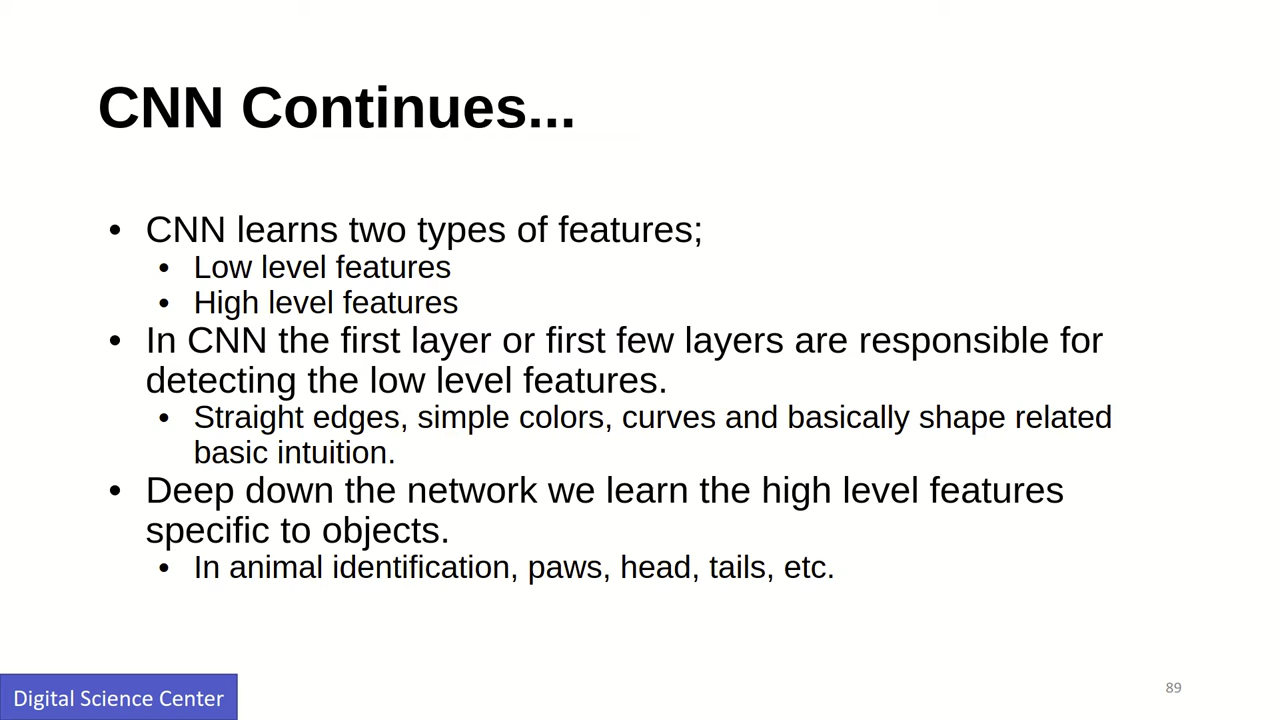 CNN Continues...
• CNN learns two types of features;
• Low level features
• High level features
• In CNN the first layer or first few layers are responsible for
detecting the low level features.
• Straight edges, simple colors, curves and basically shape related
basic intuition.
• Deep down the network we learn the high level features
specific to objects.
• In animal identification, paws, head, tails, etc.
Digital Science Center
89